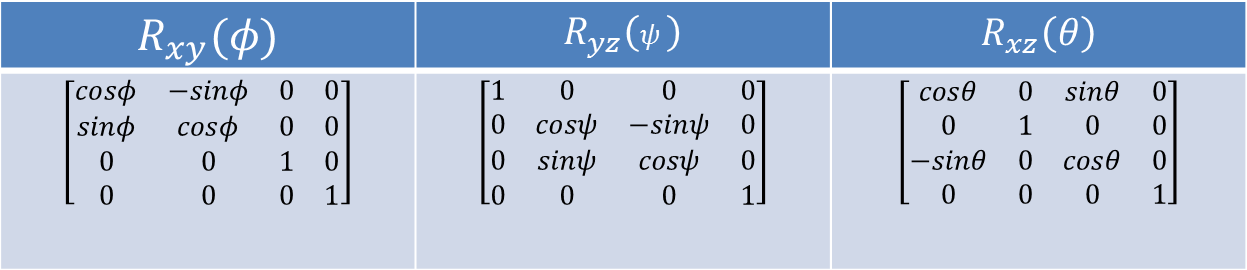 R_xy(ϕ) R_yz(ψ) R_xz(θ)
cosϕ −sinϕ 0 0
sinϕ cosϕ 0 0
0 0 1 0
0 0 0 1
1 0 0 0
0 cosψ −sinψ 0
0 sinψ cosψ 0
0 0 0 1
cosθ 0 sinθ 0
0 1 0 0
−sinθ 0 cosθ 0
0 0 0 1